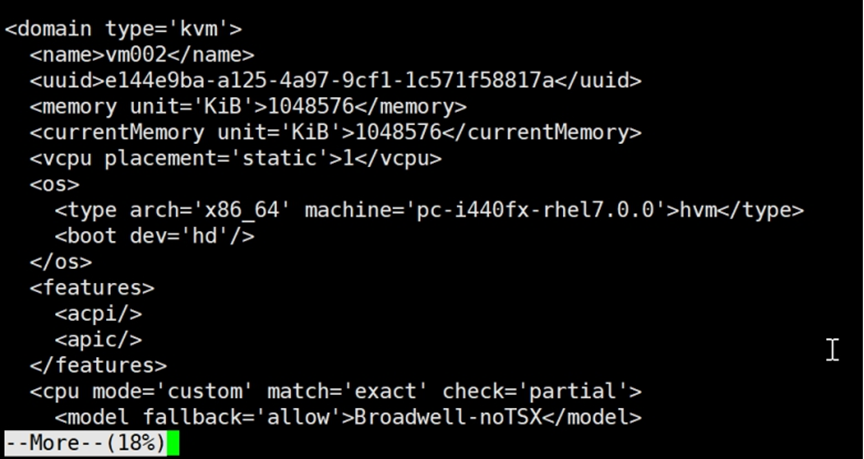 <domain type='kvm'>
<name>vm002</name>
<uuid>e144e9ba-a125-4a97-9cf1-1c571f58817a</uuid>
<memory unit='KiB'>1048576</memory>
<currentMemory unit='KiB'>1048576</currentMemory>
<vcpu placement='static'>1</vcpu>
<os>
<type arch='x86_64' machine='pc-i440fx-rhel7.0.0'>hvm</type>
<boot dev='hd'/>
</os>
<features>
<acpi/>
<apic/>
</features>
<cpu mode='custom' match='exact' check='partial'>
<model fallback='allow'>Broadwell-noTSX</model>
--More--(18%)